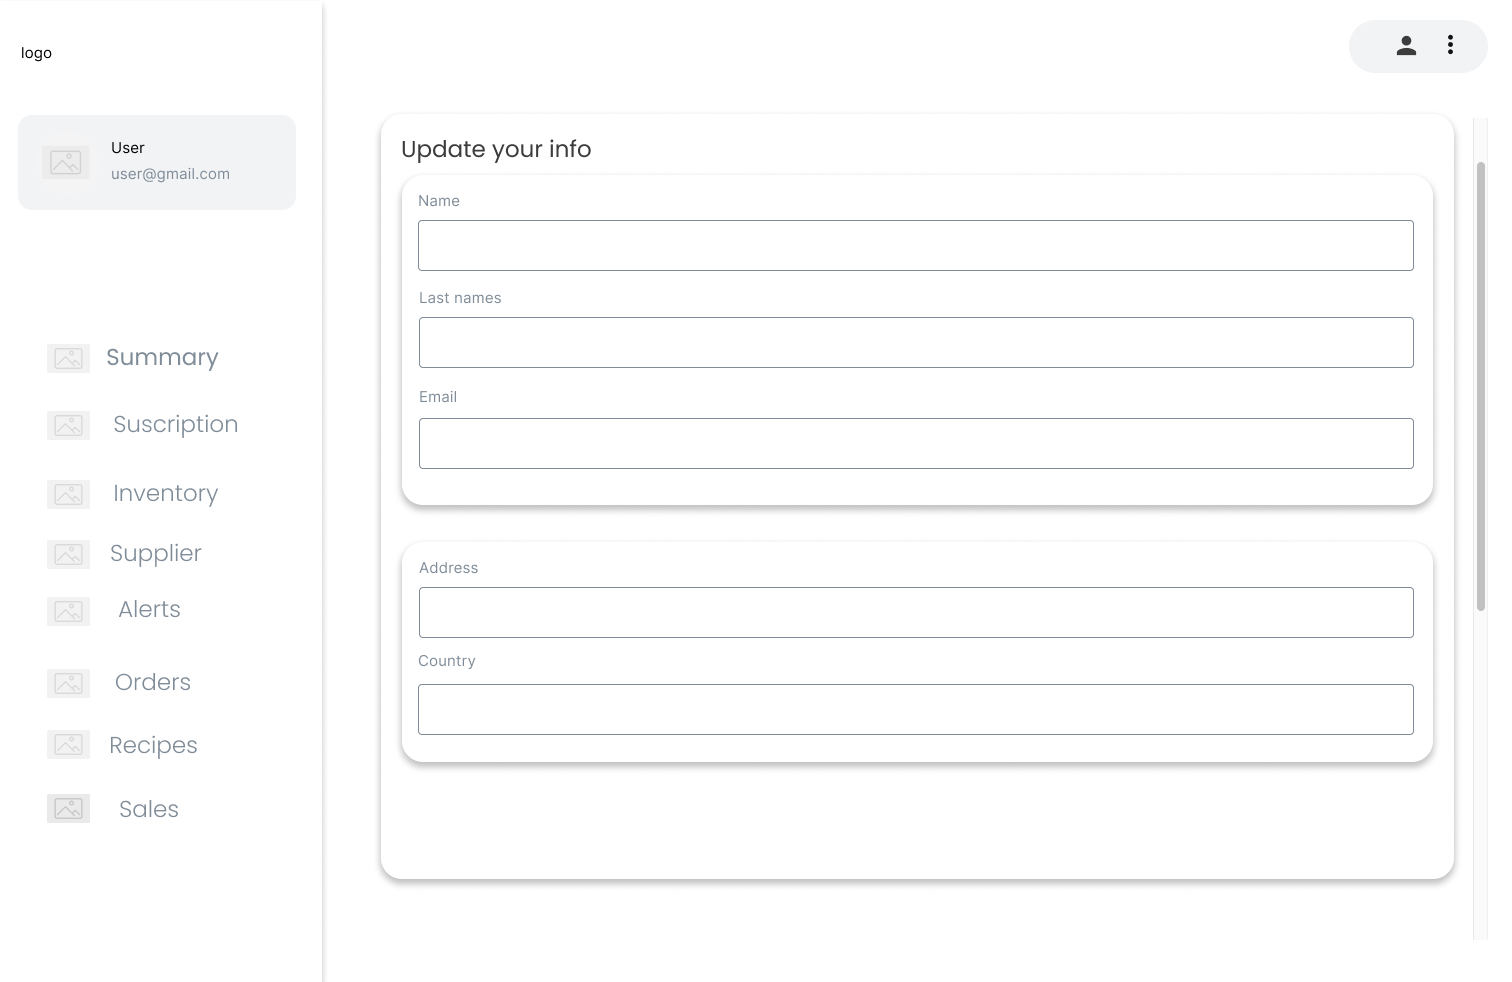 logo
User
user@gmail.com
Summary
Suscription
Inventory
Supplier
Alerts
Orders
Recipes
Sales
Update your info
Name
Last names
Email
Address
Country